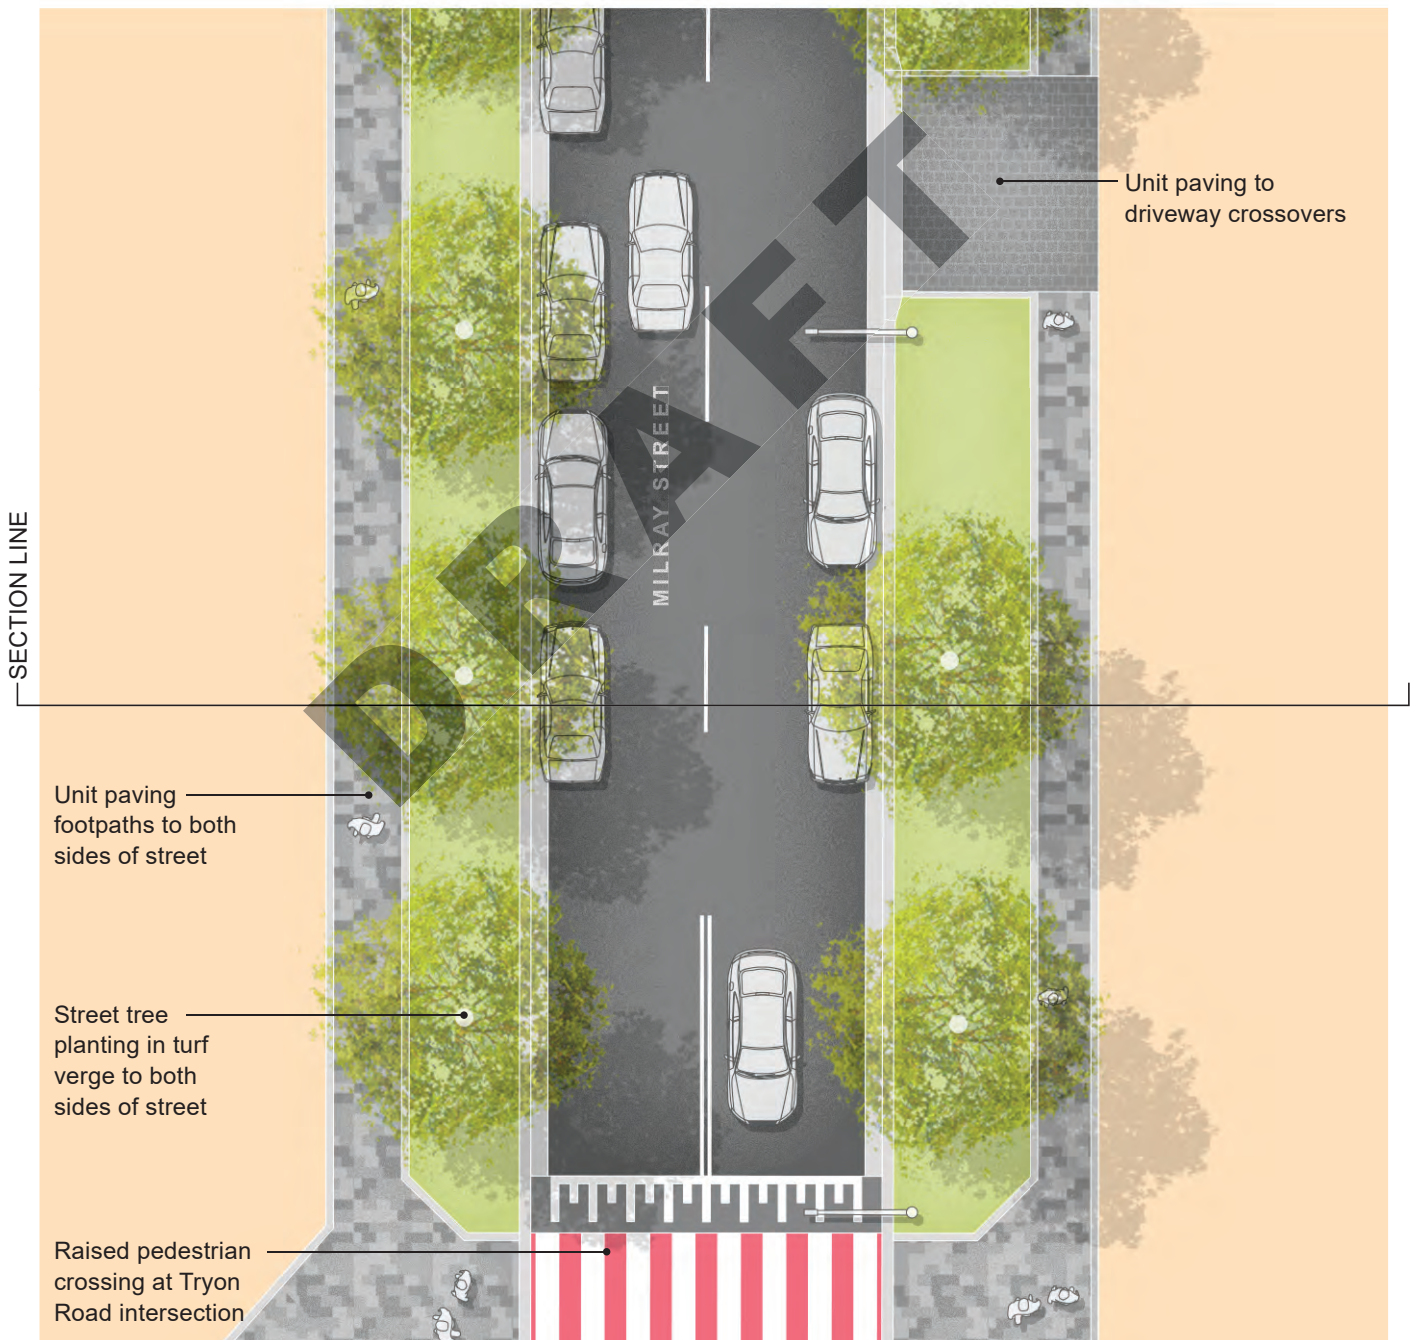 Unit paving to
driveway crossovers
DRAFT
MILRAY STREET
SECTION LINE
Unit paving
footpaths to both
sides of street
Street tree
planting in turf
verge to both
sides of street
Raised pedestrian
crossing at Tryon
Road intersection